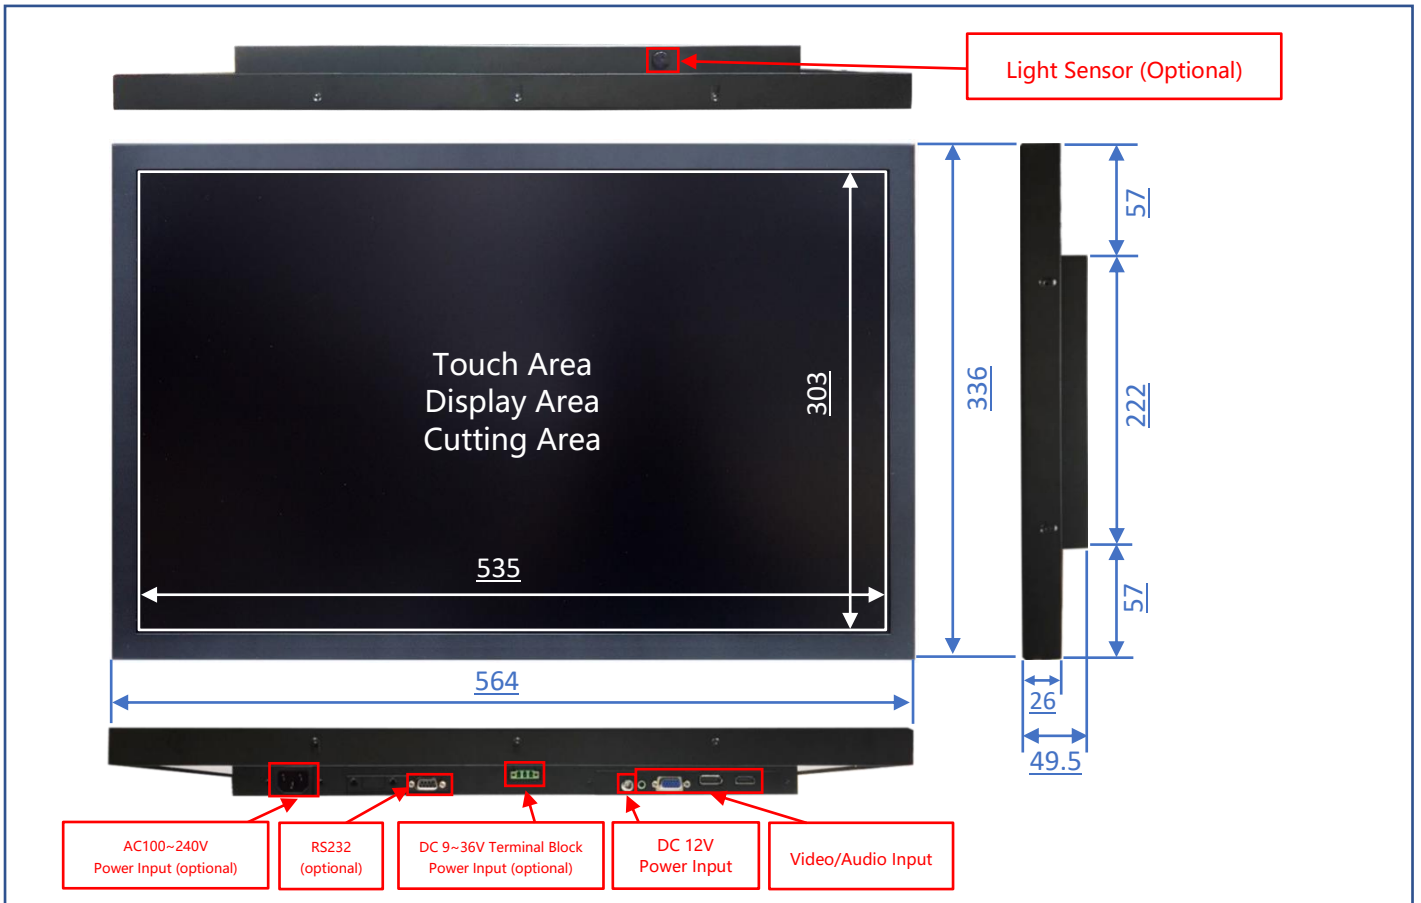 Light Sensor (Optional)
57
Touch Area
Display Area
Cutting Area
303
336
222
535
57
564
26
49.5
AC100~240V
Power Input (optional)
RS232
(optional)
DC 9~36V Terminal Block
Power Input (optional)
DC 12V
Power Input
Video/Audio Input